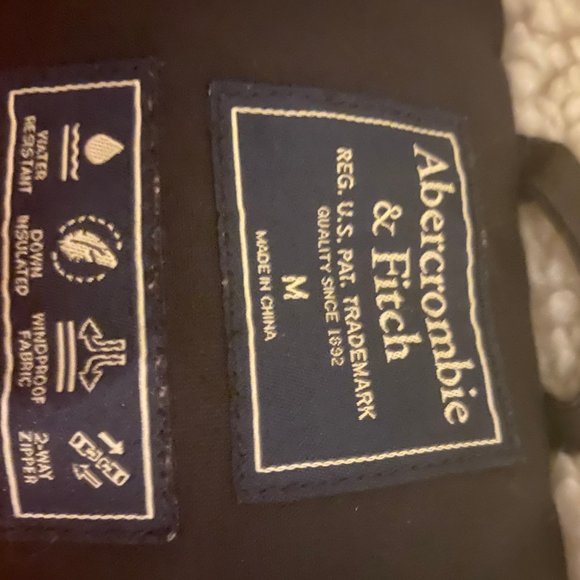 Abercrombie
& Fitch
REG. U.S. PAT. TRADEMARK
QUALITY SINCE 1892
M
MADE IN CHINA
WATER
RESISTANT
DOWN
INSULATED
WINDPROOF
FABRIC
2-WAY
ZIPPER